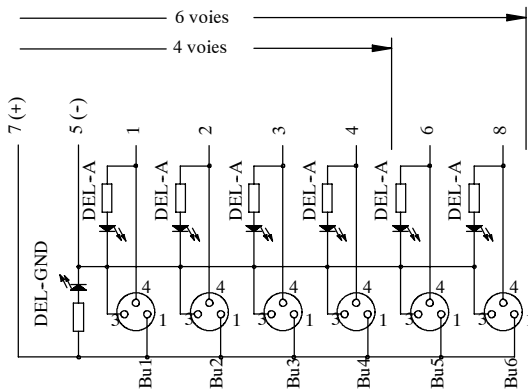 6 voies
4 voies
7 (+)
5 (-)
1
2
3
4
6
8
DEL-A
DEL-A
DEL-A
DEL-A
DEL-A
DEL-A
DEL-GND
4
3
1
4
3
1
4
3
1
4
3
1
4
3
1
4
3
1
Bu1
Bu2
Bu3
Bu4
Bu5
Bu6